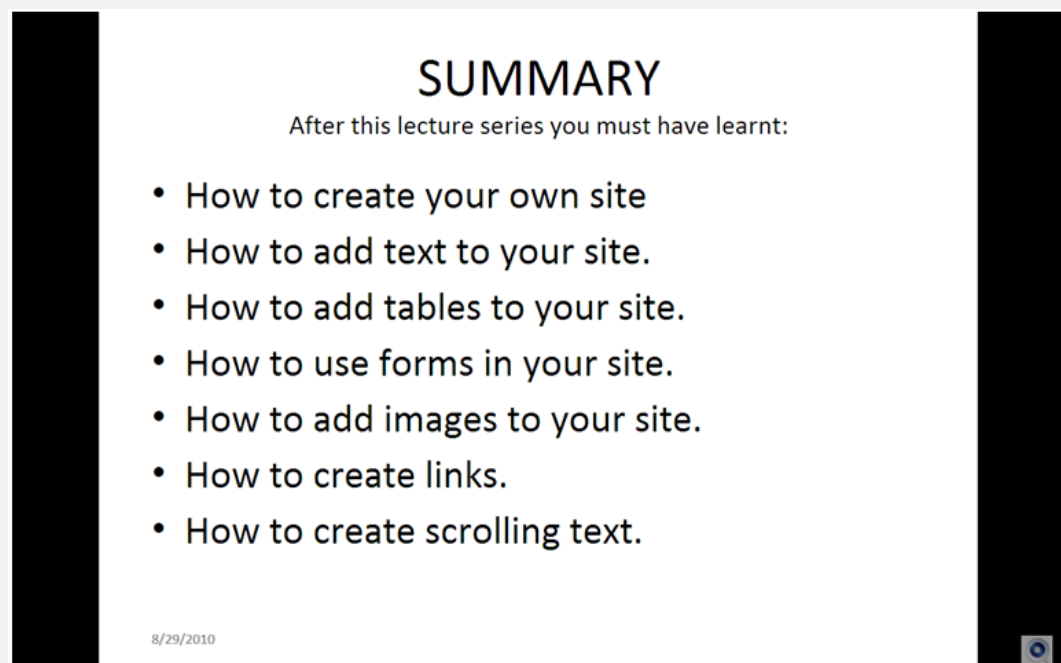 SUMMARY
After this lecture series you must have learnt:
• How to create your own site
• How to add text to your site.
• How to add tables to your site.
• How to use forms in your site.
• How to add images to your site.
• How to create links.
• How to create scrolling text.
8/29/2010